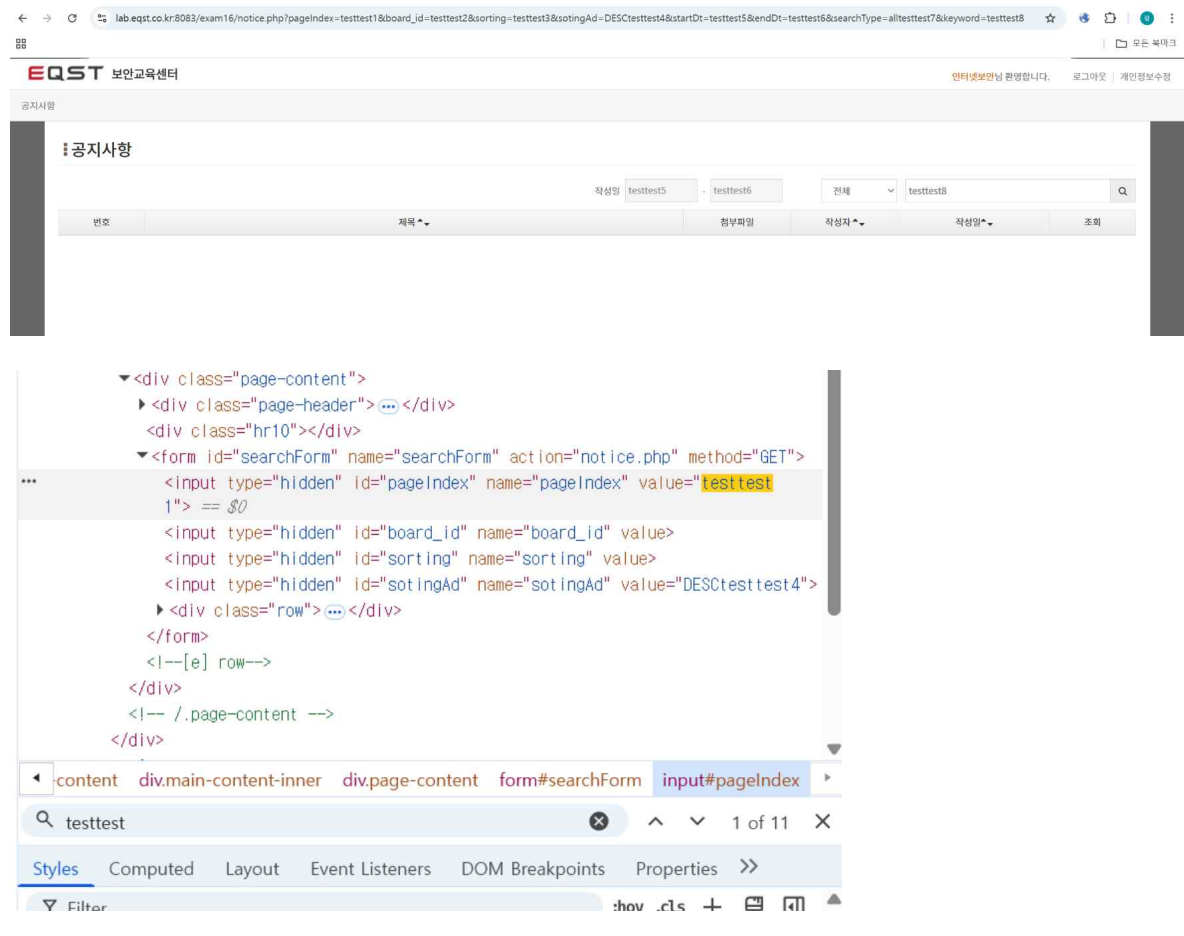 lab.eqst.co.kr:8083/exam16/notice.php?pageIndex=testtest1&board_id=testtest2&sorting=testtest3&sotingAd=DESCtesttest4&startDt=testtest5&endDt=testtest6&searchType=alltesttest7&keyword=testtest8
모든 북마크
EQST 보안교육센터
인터넷보안님 환영합니다. 로그아웃 개인정보수정
공지사항
공지사항
작성일 testtest5 - testtest6 전체 testtest8
번호 제목 첨부파일 작성자 작성일 조회
<div class="page-content">
<div class="page-header"> ••• </div>
<div class="hr10"></div>
<form id="searchForm" name="searchForm" action="notice.php" method="GET">
••• <input type="hidden" id="pageIndex" name="pageIndex" value="testtest
1"> == $0
<input type="hidden" id="board_id" name="board_id" value>
<input type="hidden" id="sorting" name="sorting" value>
<input type="hidden" id="sotingAd" name="sotingAd" value="DESCtesttest4">
<div class="row"> ••• </div>
</form>
<!--[e] row-->
</div>
<!-- /.page-content -->
</div>
-content div.main-content-inner div.page-content form#searchForm input#pageIndex
testtest 1 of 11
Styles Computed Layout Event Listeners DOM Breakpoints Properties
Filter :hov .cls